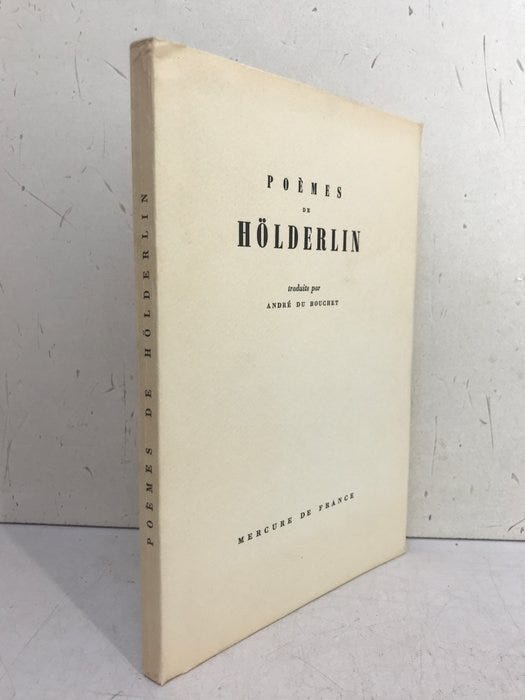 POÈMES
DE
HÖLDERLIN
traduits par
ANDRÉ DU BOUCHET
MERCURE DE FRANCE
POÈMES DE HÖLDERLIN